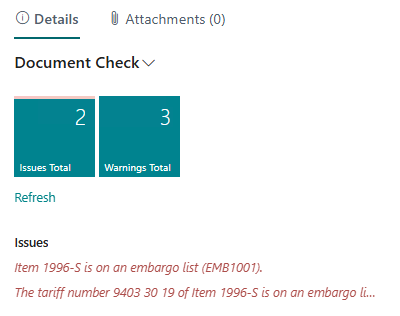 Details
Attachments (0)
Document Check
2
3
Issues Total
Warnings Total
Refresh
Issues
Item 1996-S is on an embargo list (EMB1001).
The tariff number 9403 30 19 of Item 1996-S is on an embargo li...